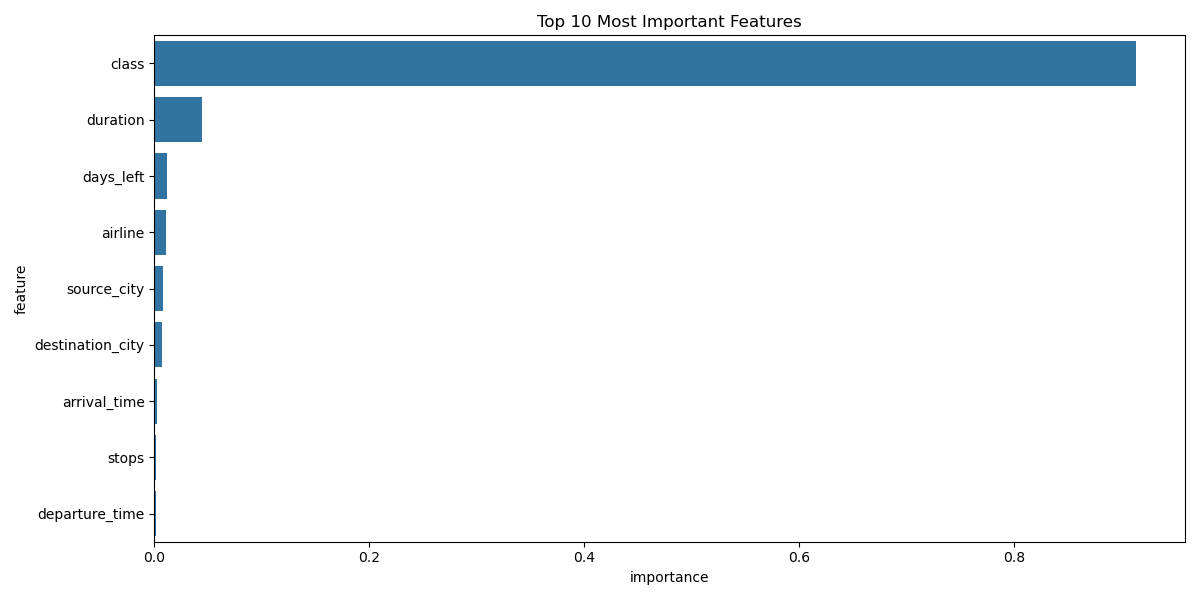 Top 10 Most Important Features
class
duration
days_left
airline
source_city
destination_city
arrival_time
stops
departure_time
feature
0.0 0.2 0.4 0.6 0.8
importance